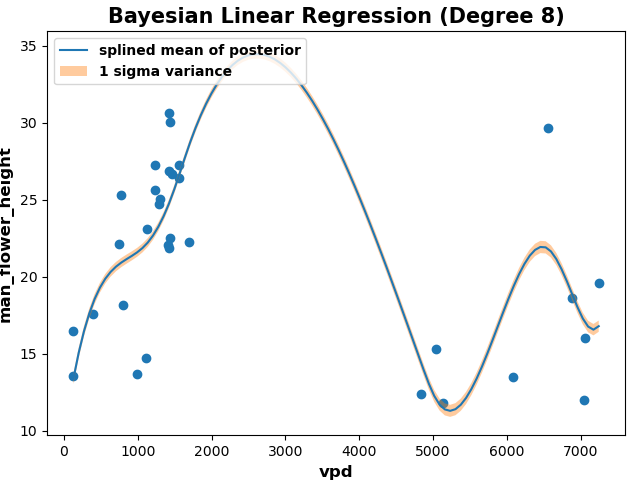 Bayesian Linear Regression (Degree 8)
splined mean of posterior
1 sigma variance
man_flower_height
35
30
25
20
15
10
0 1000 2000 3000 4000 5000 6000 7000
vpd